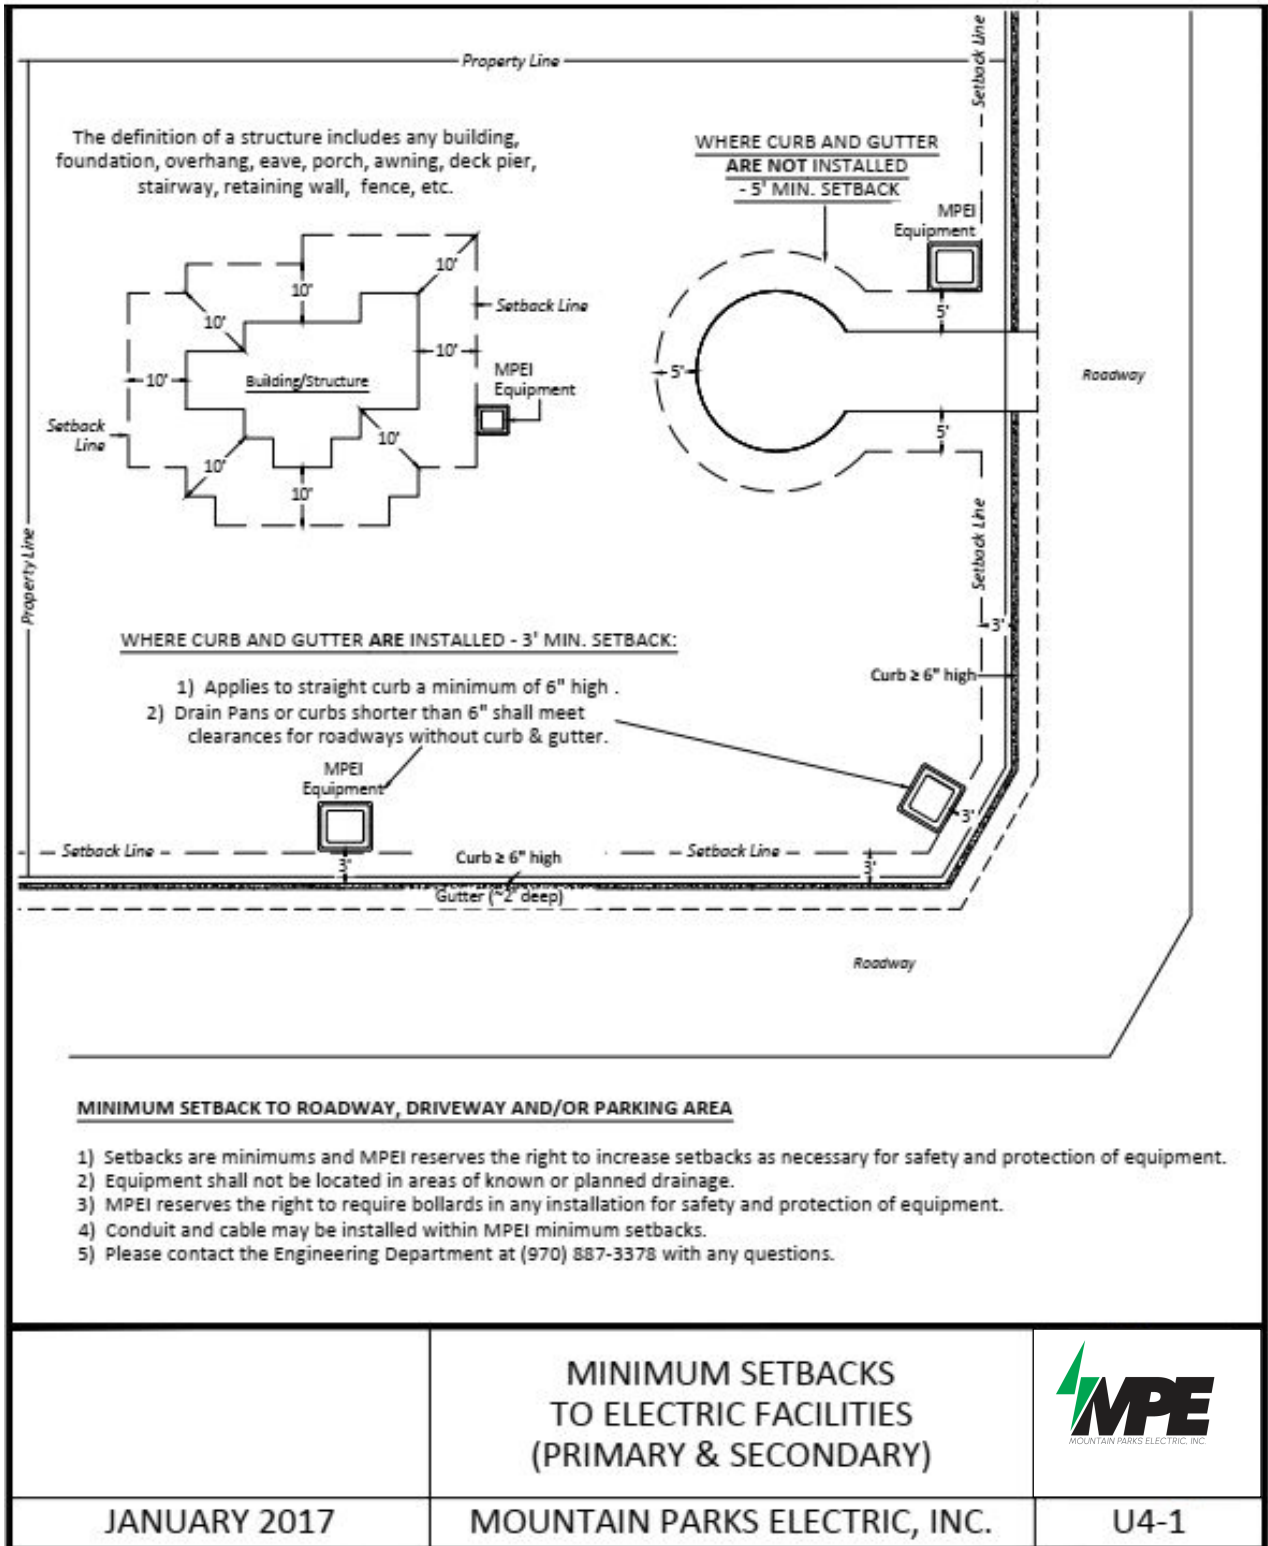 Property Line
Setback Line
The definition of a structure includes any building,
foundation, overhang, eave, porch, awning, deck pier,
stairway, retaining wall, fence, etc.
WHERE CURB AND GUTTER
ARE NOT INSTALLED
- 5' MIN. SETBACK
MPEI
Equipment
10'
10'
10'
Setback Line
10'
10'
Building/Structure
MPEI
Equipment
Setback
Line
10'
10'
10'
5'
5'
5'
Roadway
Property Line
Setback Line
3'
WHERE CURB AND GUTTER ARE INSTALLED - 3' MIN. SETBACK:
1) Applies to straight curb a minimum of 6" high .
2) Drain Pans or curbs shorter than 6" shall meet
clearances for roadways without curb & gutter.
Curb ≥ 6" high
MPEI
Equipment
3'
Setback Line
3'
Curb ≥ 6" high
Setback Line
3'
Gutter (~2' deep)
Roadway
MINIMUM SETBACK TO ROADWAY, DRIVEWAY AND/OR PARKING AREA
1) Setbacks are minimums and MPEI reserves the right to increase setbacks as necessary for safety and protection of equipment.
2) Equipment shall not be located in areas of known or planned drainage.
3) MPEI reserves the right to require bollards in any installation for safety and protection of equipment.
4) Conduit and cable may be installed within MPEI minimum setbacks.
5) Please contact the Engineering Department at (970) 887-3378 with any questions.
MINIMUM SETBACKS
TO ELECTRIC FACILITIES
(PRIMARY & SECONDARY)
MPE
MOUNTAIN PARKS ELECTRIC, INC.
JANUARY 2017
MOUNTAIN PARKS ELECTRIC, INC.
U4-1